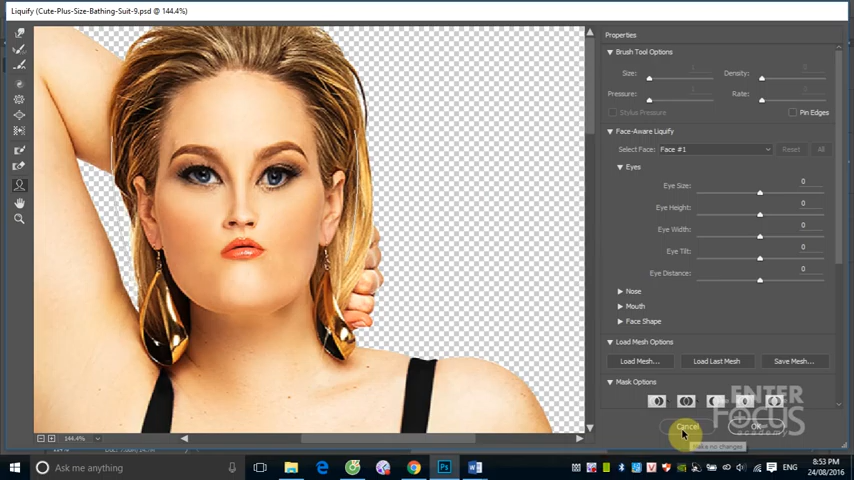 Liquify (Cute-Plus-Size-Bathing-Suit-9.psd @ 144.4%)
Properties
Brush Tool Options
Size:
Density:
Pressure:
Rate:
Stylus Pressure
Pin Edges
Face-Aware Liquify
Select Face: Face #1
Reset
All
Eyes
Eye Size: 0
Eye Height: 0
Eye Width: 0
Eye Tilt: 0
Eye Distance: 0
Nose
Mouth
Face Shape
Load Mesh Options
Load Mesh...
Load Last Mesh
Save Mesh...
Mask Options
ENTER
FOCUS
academy
Cancel
OK
144.4%
Ask me anything
ENG
8:53 PM
24/08/2016